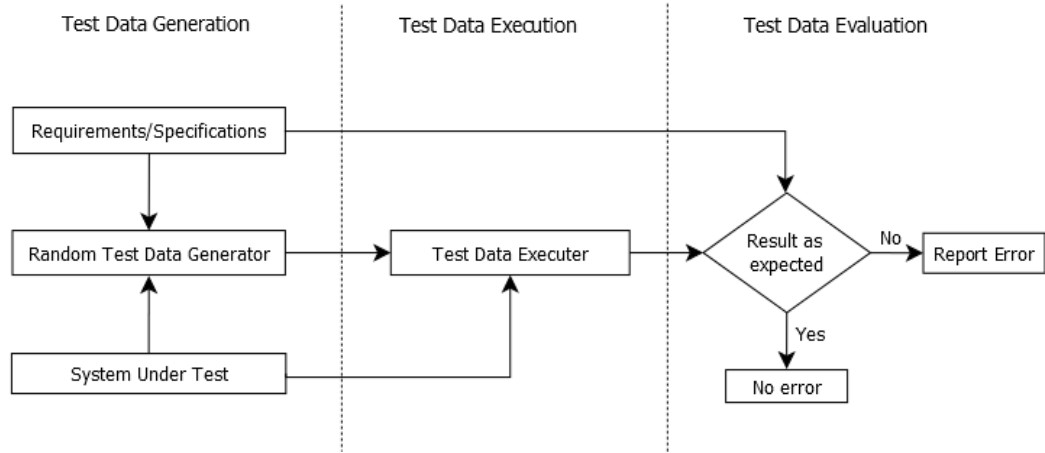 Test Data Generation
Test Data Execution
Test Data Evaluation
Requirements/Specifications
Random Test Data Generator
Test Data Executer
Result as
expected
No
Report Error
Yes
System Under Test
No error